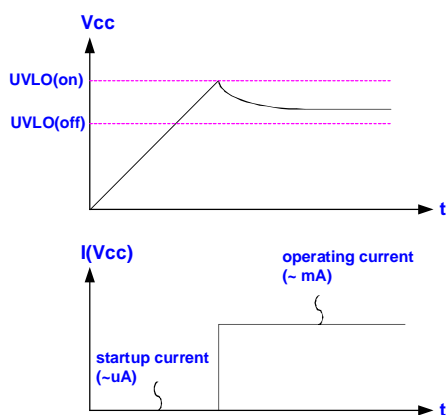 Vcc
UVLO(on)
UVLO(off)
t
I(Vcc)
operating current
(~ mA)
startup current
(~uA)
t